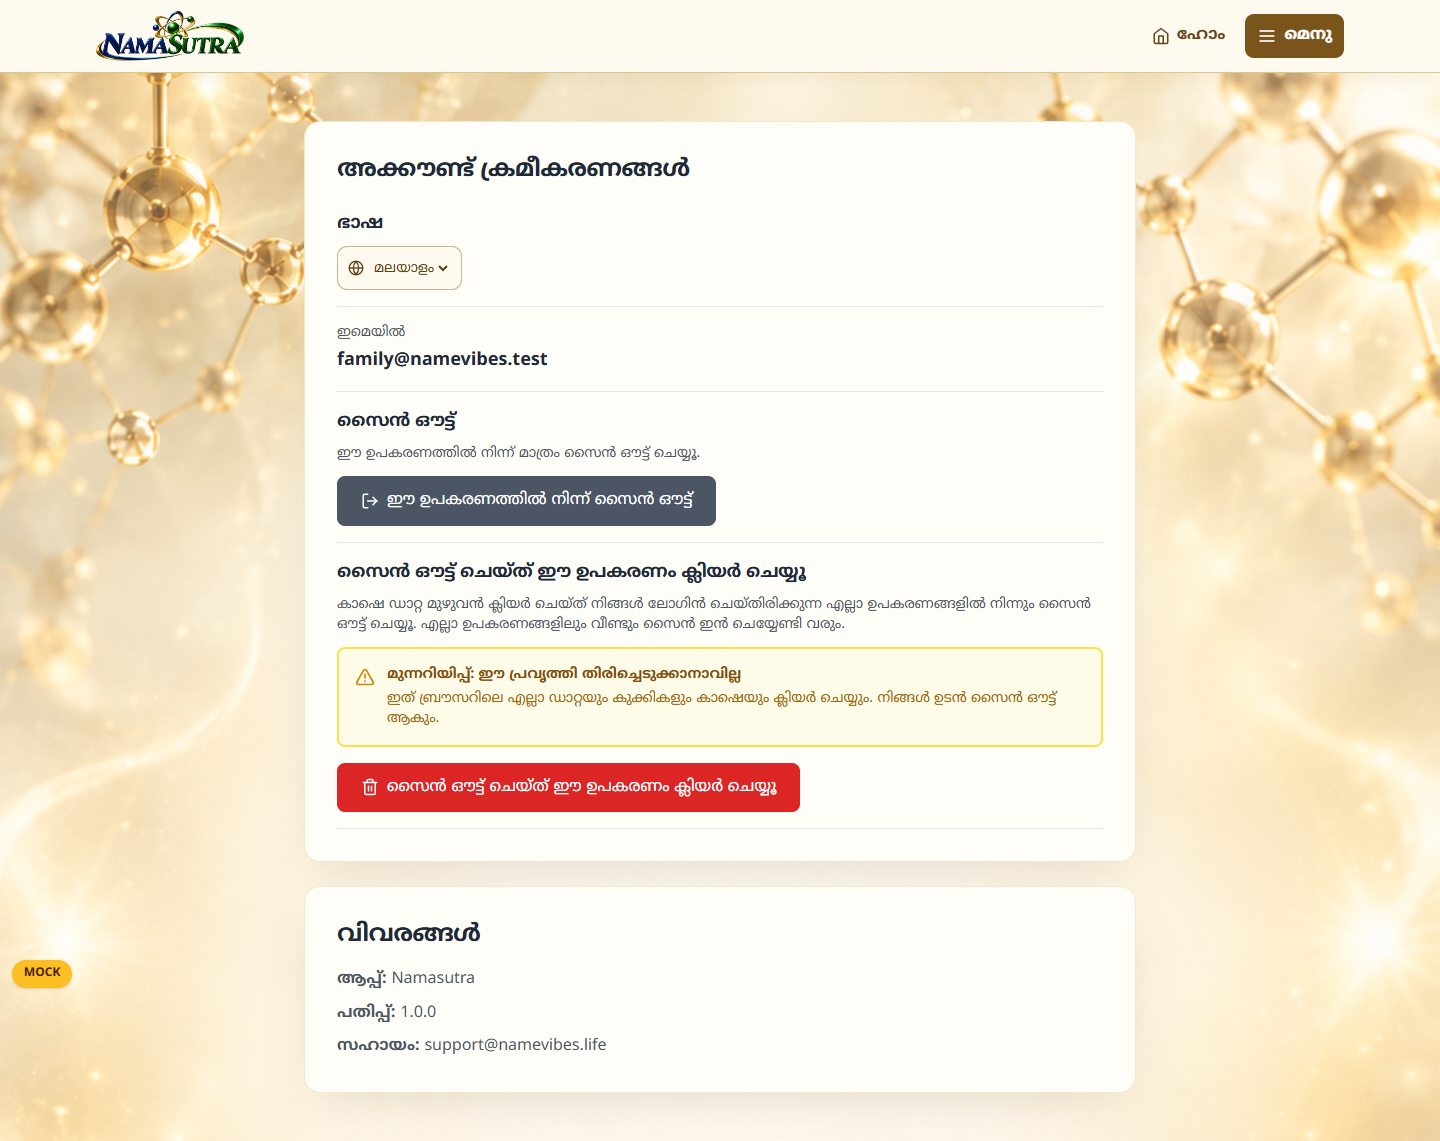 NAMASUTRA
ഹോം
മെനു
അക്കൗണ്ട് ക്രമീകരണങ്ങൾ
ഭാഷ
മലയാളം
ഇമെയിൽ
family@namevibes.test
സൈൻ ഔട്ട്
ഈ ഉപകരണത്തിൽ നിന്ന് മാത്രം സൈൻ ഔട്ട് ചെയ്യൂ.
ഈ ഉപകരണത്തിൽ നിന്ന് സൈൻ ഔട്ട്
സൈൻ ഔട്ട് ചെയ്ത് ഈ ഉപകരണം ക്ലിയർ ചെയ്യൂ
കാഷെ ഡാറ്റ മുഴുവൻ ക്ലിയർ ചെയ്ത് നിങ്ങൾ ലോഗിൻ ചെയ്തിരിക്കുന്ന എല്ലാ ഉപകരണങ്ങളിൽ നിന്നും സൈൻ
ഔട്ട് ചെയ്യൂ. എല്ലാ ഉപകരണങ്ങളിലും വീണ്ടും സൈൻ ഇൻ ചെയ്യേണ്ടി വരും.
മുന്നറിയിപ്പ്: ഈ പ്രവൃത്തി തിരിച്ചെടുക്കാനാവില്ല
ഇത് ബ്രൗസറിലെ എല്ലാ ഡാറ്റയും കുക്കികളും കാഷെയും ക്ലിയർ ചെയ്യും. നിങ്ങൾ ഉടൻ സൈൻ ഔട്ട്
ആകും.
സൈൻ ഔട്ട് ചെയ്ത് ഈ ഉപകരണം ക്ലിയർ ചെയ്യൂ
വിവരങ്ങൾ
ആപ്പ്: Namasutra
പതിപ്പ്: 1.0.0
സഹായം: support@namevibes.life
MOCK